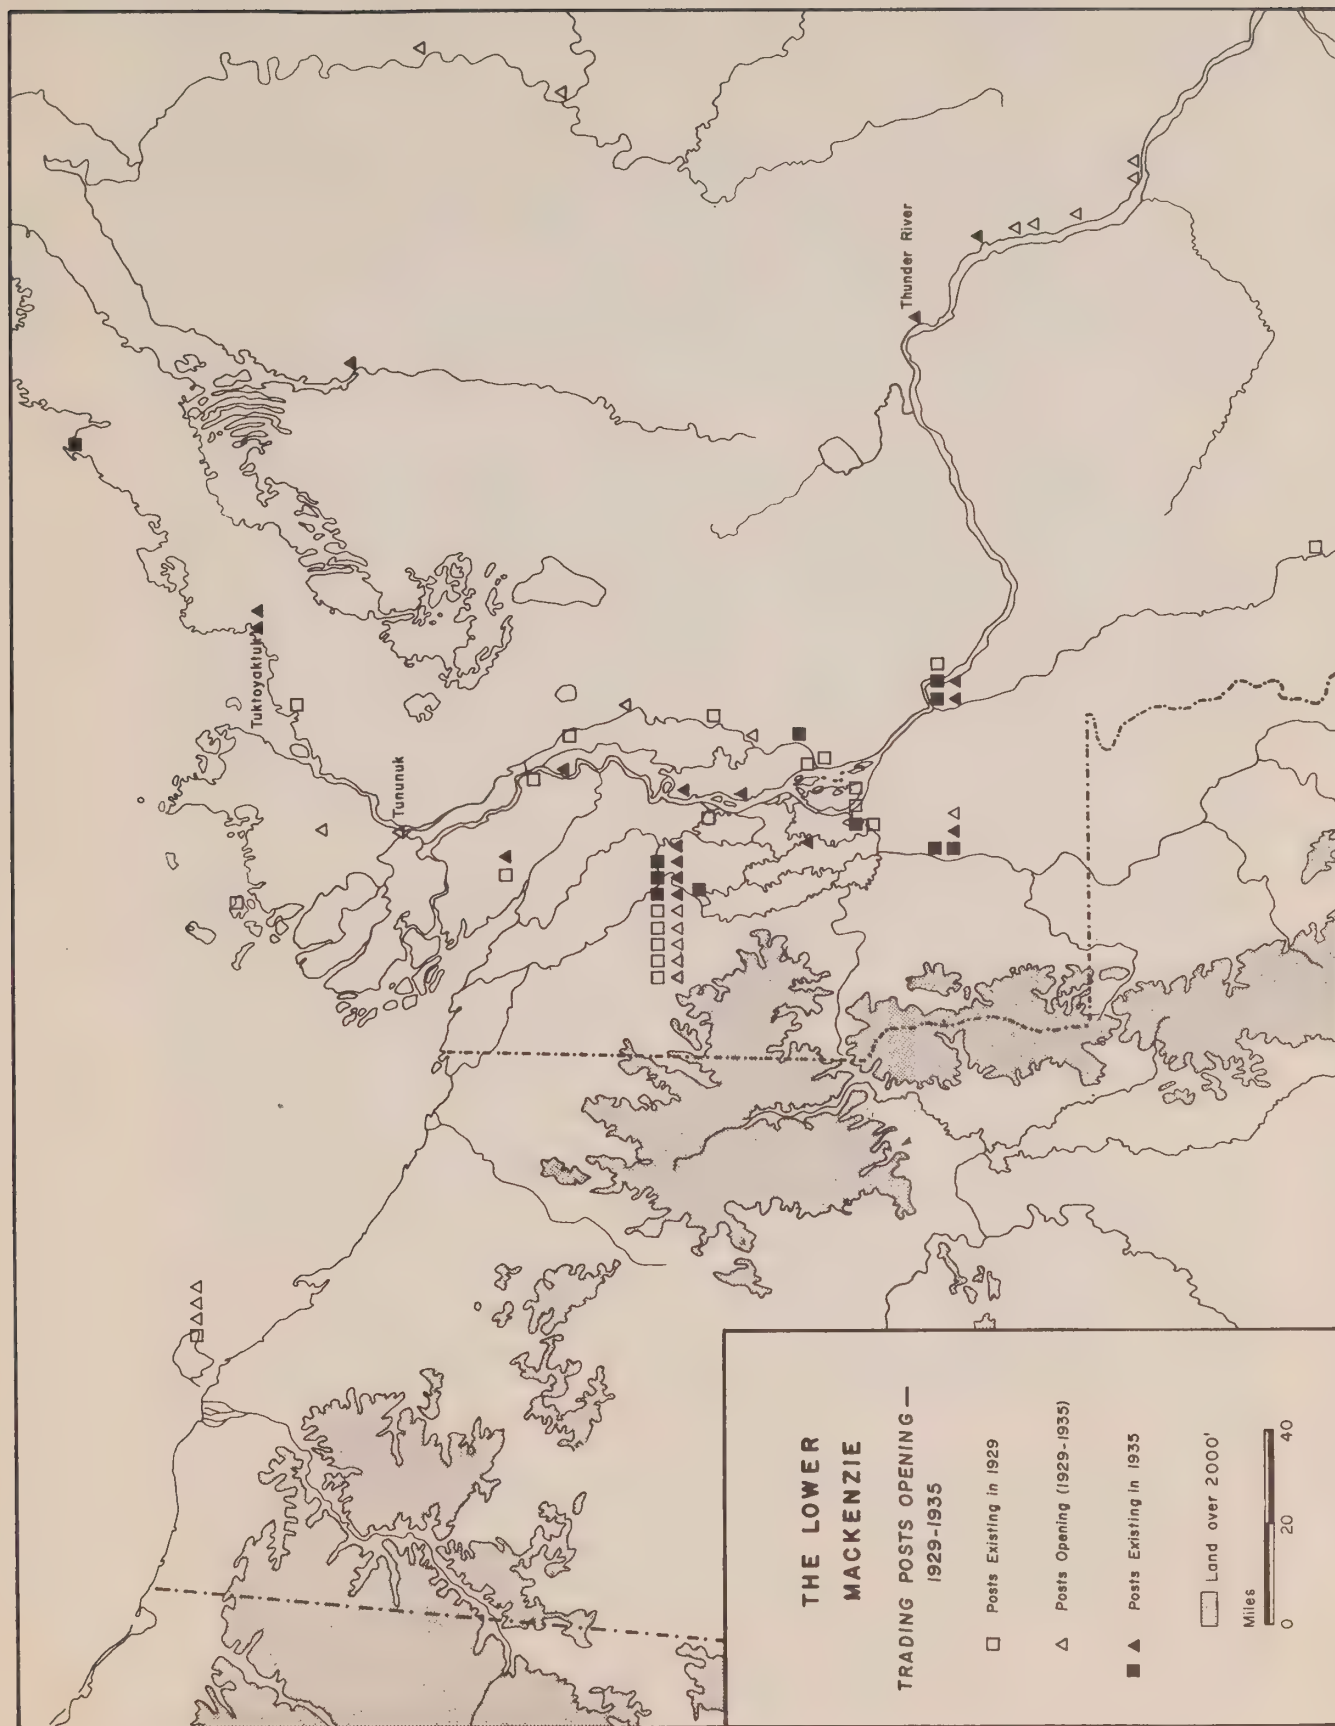 Tuktoyaktuk
Tununuk
Thunder River
THE LOWER
MACKENZIE
TRADING POSTS OPENING —
1929-1935
Posts Existing in 1929
Posts Opening (1929-1935)
Posts Existing in 1935
Land over 2000'
Miles
0 20 40